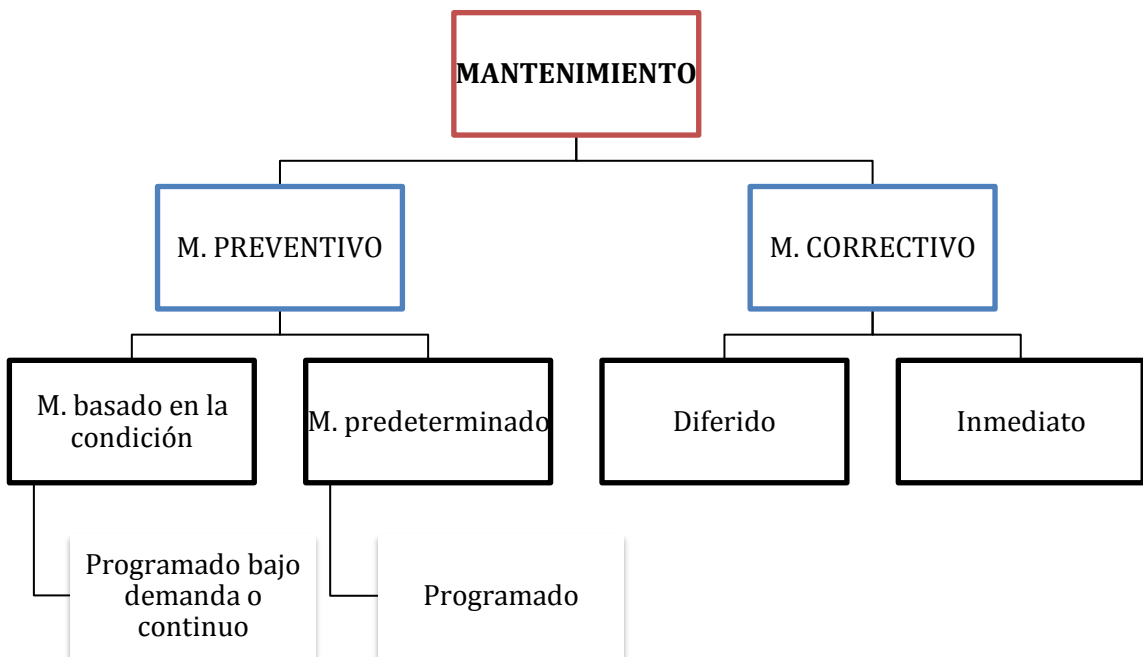 MANTENIMIENTO
M. PREVENTIVO
M. CORRECTIVO
M. basado en la
condición
M. predeterminado
Diferido
Inmediato
Programado bajo
demanda o
continuo
Programado